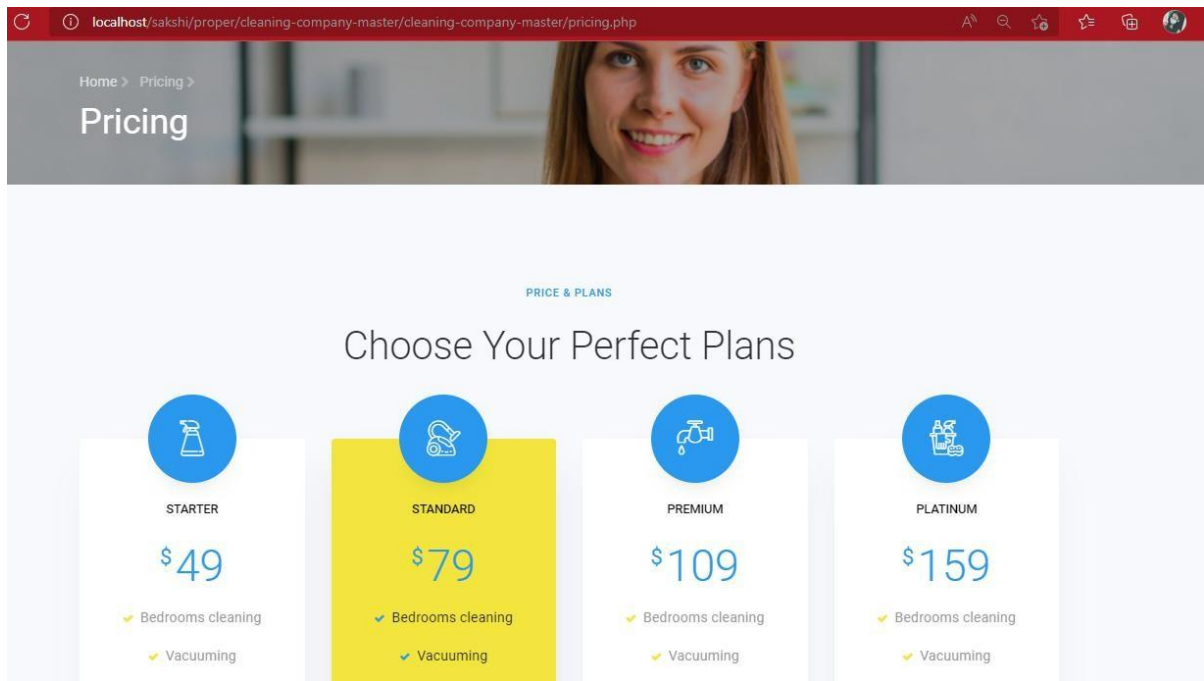 localhost/sakshi/proper/cleaning-company-master/cleaning-company-master/pricing.php
Home > Pricing >
Pricing
PRICE & PLANS
Choose Your Perfect Plans
STARTER STANDARD PREMIUM PLATINUM
$49 $79 $109 $159
Bedrooms cleaning Bedrooms cleaning Bedrooms cleaning Bedrooms cleaning
Vacuuming Vacuuming Vacuuming Vacuuming